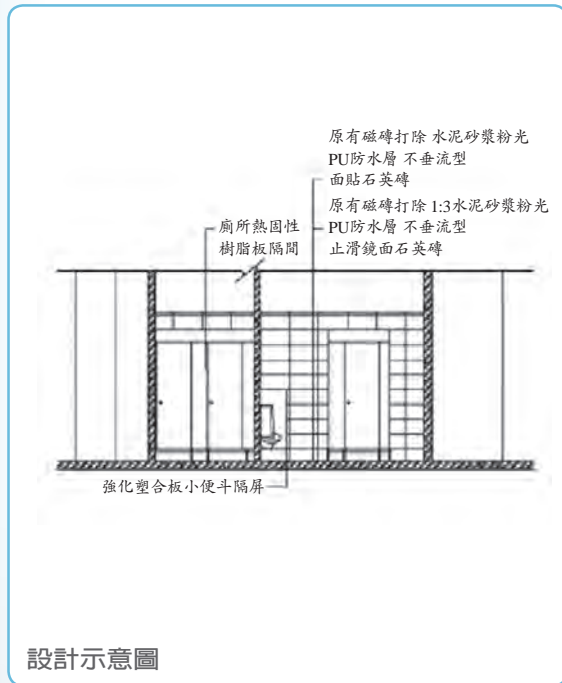 原有磁磚打除 水泥砂漿粉光
PU防水層 不垂流型
面貼石英磚
原有磁磚打除 1:3水泥砂漿粉光
PU防水層 不垂流型
止滑鏡面石英磚
廁所熱固性
樹脂板隔間
強化塑合板小便斗隔屏
設計示意圖